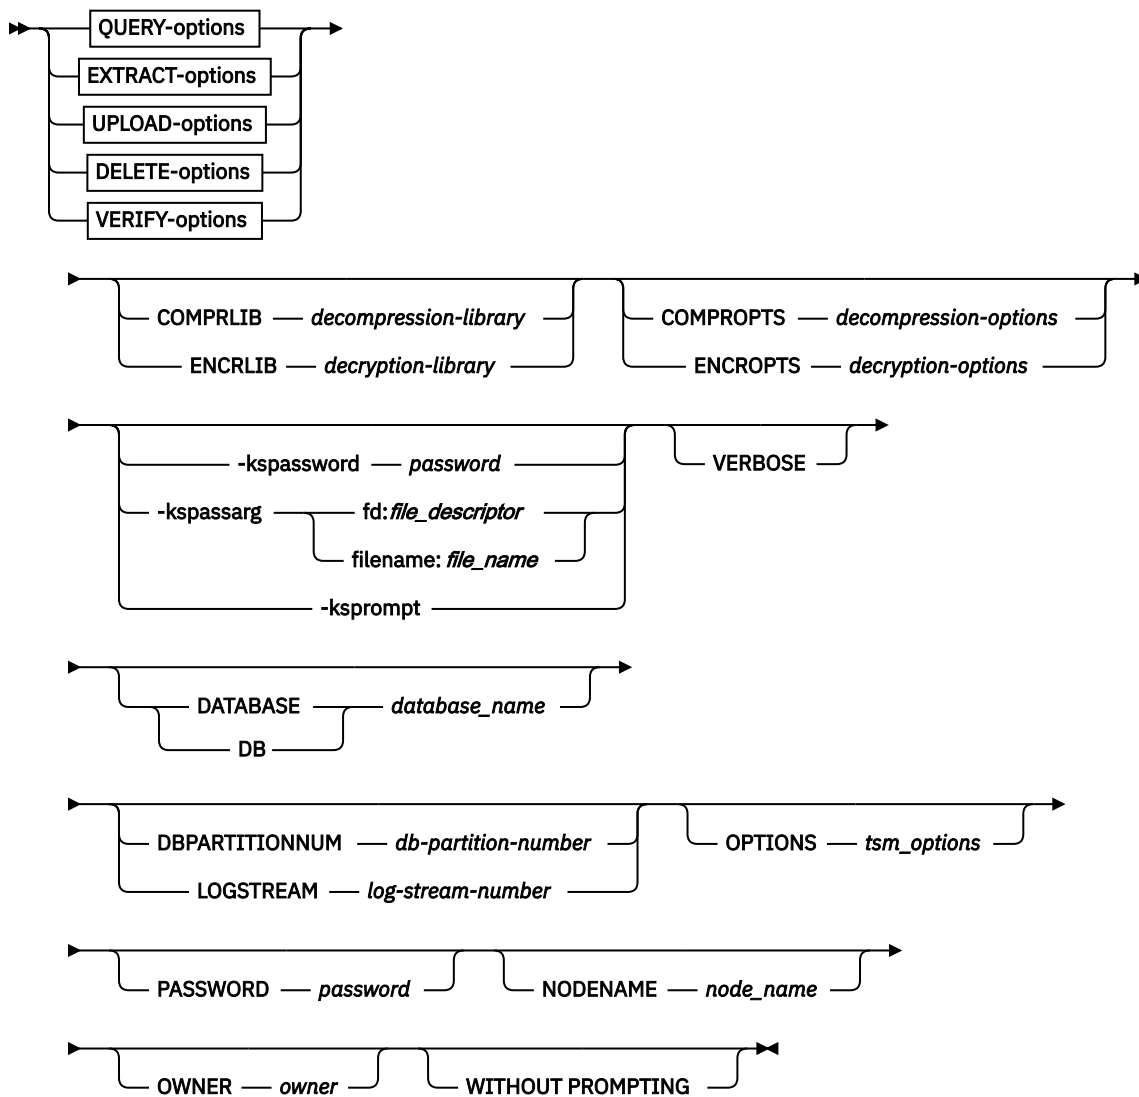 QUERY-options
EXTRACT-options
UPLOAD-options
DELETE-options
VERIFY-options
COMPRLIB decompression-library COMPROPTS decompression-options
ENCRLIB decryption-library ENCROPTS decryption-options
-kspassword password VERBOSE
-kspassarg fd:file_descriptor
filename: file_name
-ksprompt
DATABASE database_name
DB
DBPARTITIONNUM db-partition-number OPTIONS tsm_options
LOGSTREAM log-stream-number
PASSWORD password NODENAME node_name
OWNER owner WITHOUT PROMPTING